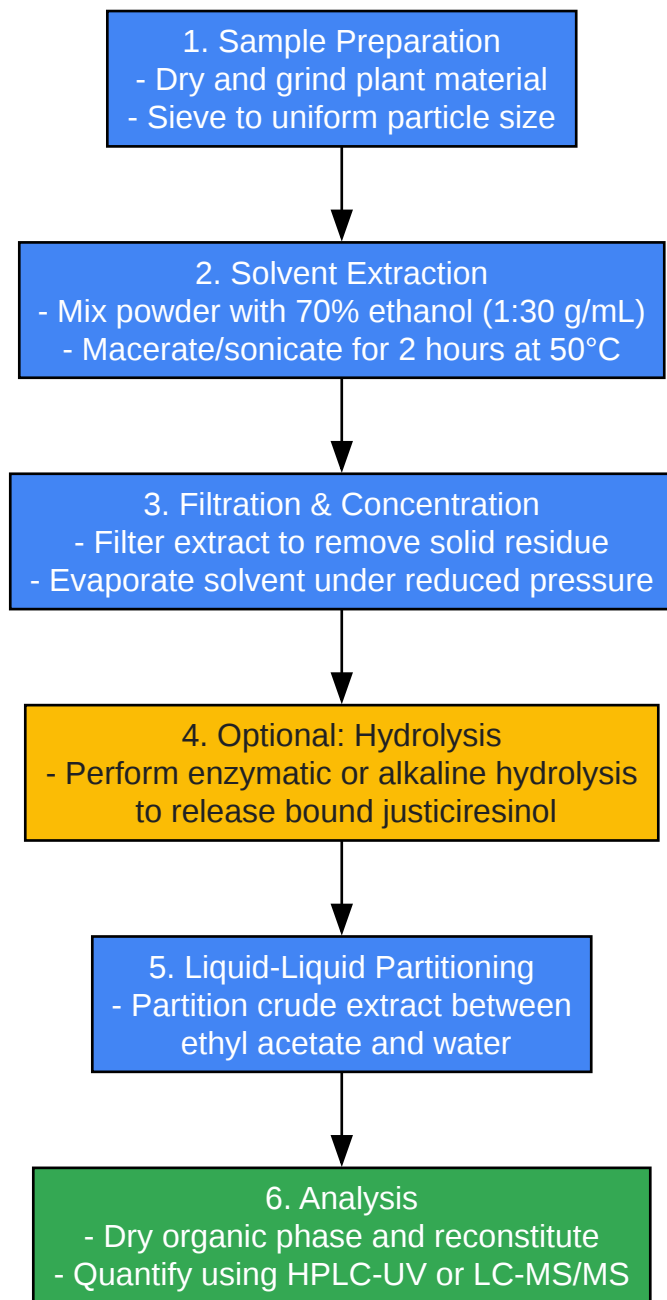 1. Sample Preparation
- Dry and grind plant material
- Sieve to uniform particle size
2. Solvent Extraction
- Mix powder with 70% ethanol (1:30 g/mL)
- Macerate/sonicate for 2 hours at 50°C
3. Filtration & Concentration
- Filter extract to remove solid residue
- Evaporate solvent under reduced pressure
4. Optional: Hydrolysis
- Perform enzymatic or alkaline hydrolysis
to release bound justiciresinol
5. Liquid-Liquid Partitioning
- Partition crude extract between
ethyl acetate and water
6. Analysis
- Dry organic phase and reconstitute
- Quantify using HPLC-UV or LC-MS/MS